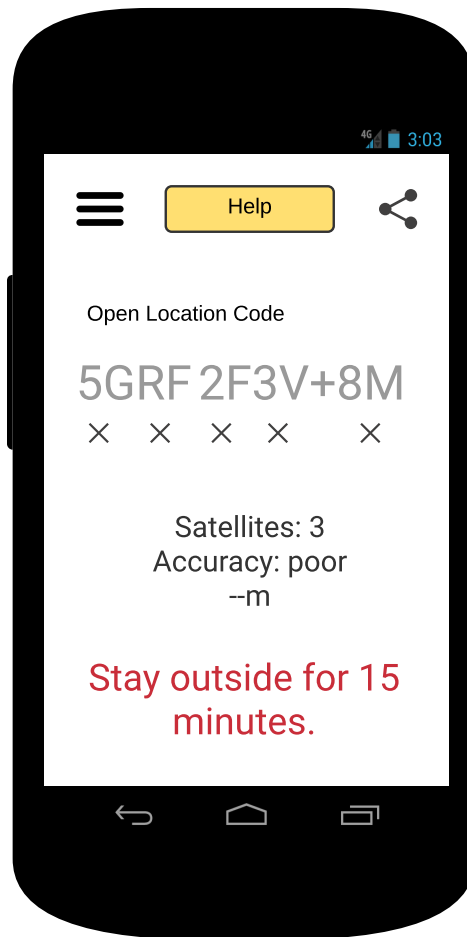 4G 3:03
Help
Open Location Code
5GRF 2F3V+8M
Satellites: 3
Accuracy: poor
--m
Stay outside for 15
minutes.